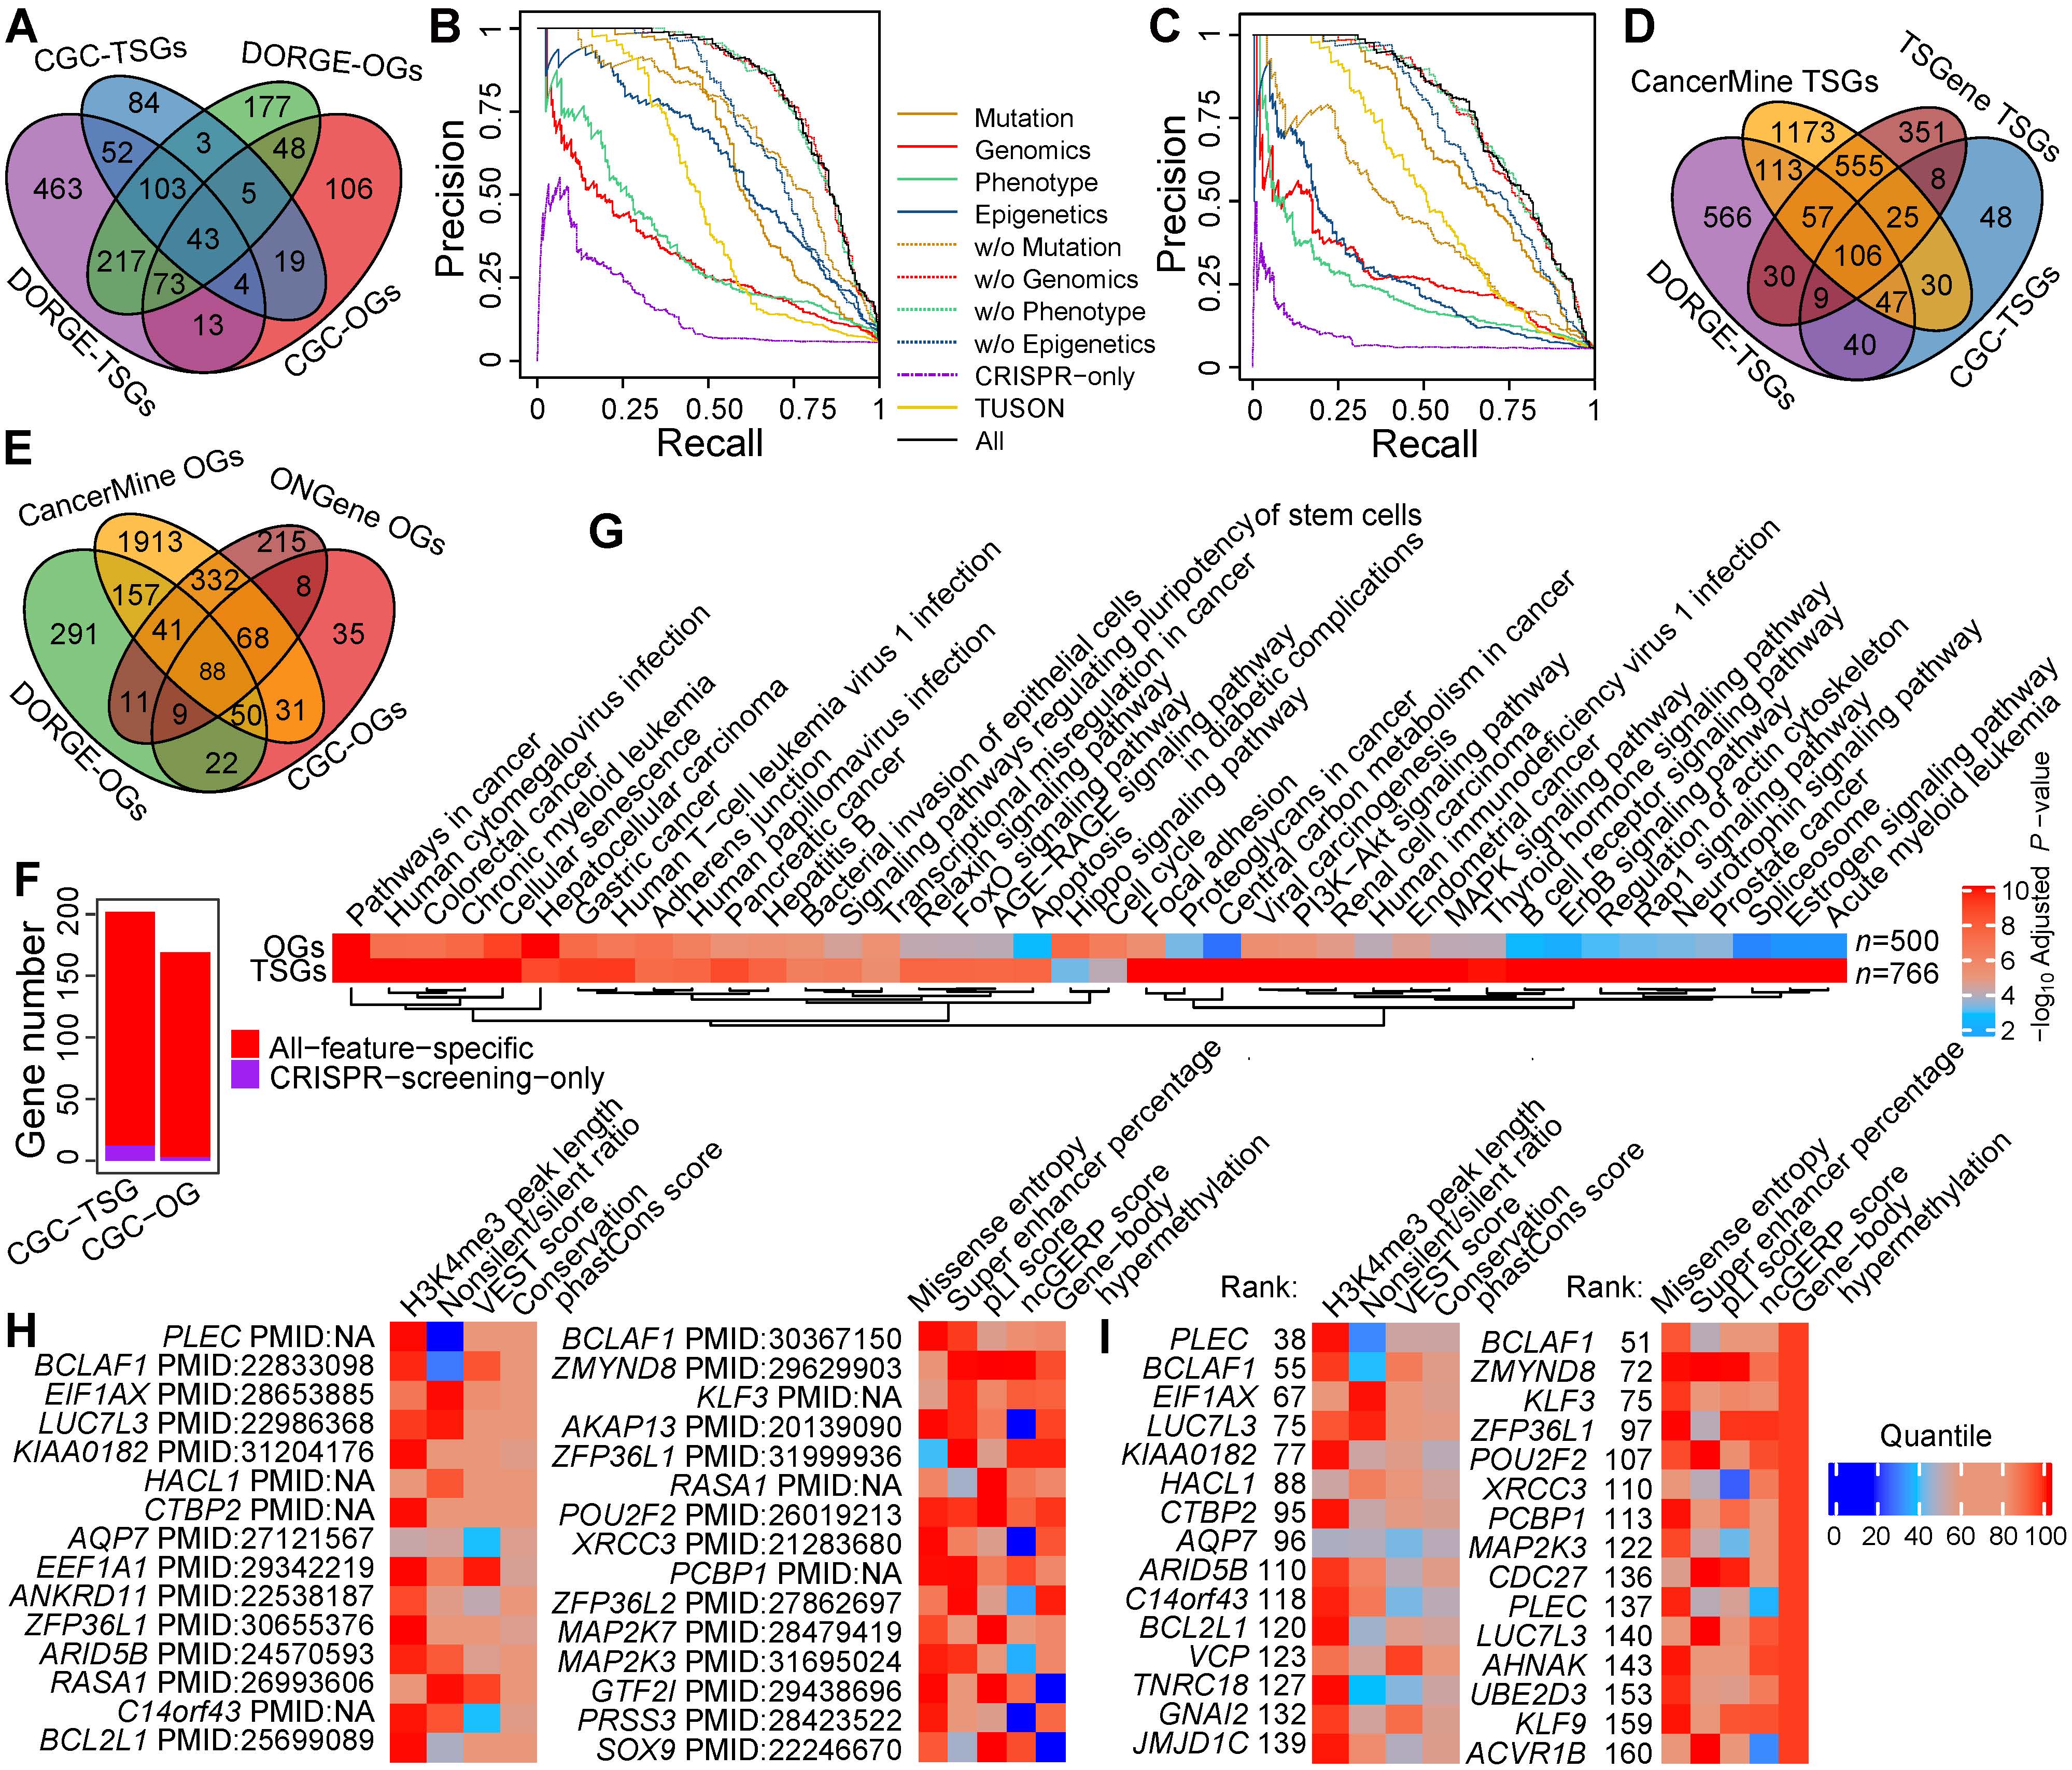 A
CGC-TSGs
DORGE-OGs
84
177
3
52
48
463
103
5
106
43
217
73
4
19
13
DORGE-TSGs
CGC-OGs
B
Precision
0
0.25
0.50
0.75
1
0
0.25
0.50
0.75
1
Recall
Mutation
Genomics
Phenotype
Epigenetics
w/o Mutation
w/o Genomics
w/o Phenotype
w/o Epigenetics
CRISPR−only
TUSON
All
C
Precision
0
0.25
0.50
0.75
1
0
0.25
0.50
0.75
1
Recall
D
CancerMine TSGs
TSGene TSGs
1173
351
113
555
8
566
57
25
48
106
30
9
47
30
40
DORGE-TSGs
CGC-TSGs
E
CancerMine OGs
ONGene OGs
1913
215
332
157
8
291
41
68
35
88
11
9
50
31
22
DORGE-OGs
CGC-OGs
F
Gene number
0
50
100
150
200
CGC−TSG
CGC−OG
All−feature−specific
CRISPR−screening−only
G
Pathways in cancer
Human cytomegalovirus infection
Colorectal cancer
Chronic myeloid leukemia
Cellular senescence
Hepatocellular carcinoma
Gastric cancer
Human T−cell leukemia virus 1 infection
Adherens junction
Human papillomavirus infection
Pancreatic cancer
Hepatitis B
Bacterial invasion of epithelial cells
Signaling pathways regulating pluripotency of stem cells
Transcriptional misregulation in cancer
Relaxin signaling pathway
FoxO signaling pathway
AGE−RAGE signaling pathway
in diabetic complications
Apoptosis
Hippo signaling pathway
Cell cycle
Focal adhesion
Proteoglycans in cancer
Central carbon metabolism in cancer
Viral carcinogenesis
PI3K−Akt signaling pathway
Renal cell carcinoma
Human immunodeficiency virus 1 infection
Endometrial cancer
MAPK signaling pathway
Thyroid hormone signaling pathway
B cell receptor signaling pathway
ErbB signaling pathway
Regulation of actin cytoskeleton
Rap1 signaling pathway
Neurotrophin signaling pathway
Prostate cancer
Spliceosome
Estrogen signaling pathway
Acute myeloid leukemia
OGs
n=500
TSGs
n=766
10
8
6
4
2
−log10 Adjusted P −value
H
H3K4me3 peak length
Nonsilent/silent ratio
VEST score
Conservation
phastCons score
PLEC PMID:NA
BCLAF1 PMID:22833098
EIF1AX PMID:28653885
LUC7L3 PMID:22986368
KIAA0182 PMID:31204176
HACL1 PMID:NA
CTBP2 PMID:NA
AQP7 PMID:27121567
EEF1A1 PMID:29342219
ANKRD11 PMID:22538187
ZFP36L1 PMID:30655376
ARID5B PMID:24570593
RASA1 PMID:26993606
C14orf43 PMID:NA
BCL2L1 PMID:25699089
Missense entropy
Super enhancer percentage
pLI score
ncGERP score
Gene−body
hypermethylation
BCLAF1 PMID:30367150
ZMYND8 PMID:29629903
KLF3 PMID:NA
AKAP13 PMID:20139090
ZFP36L1 PMID:31999936
RASA1 PMID:NA
POU2F2 PMID:26019213
XRCC3 PMID:21283680
PCBP1 PMID:NA
ZFP36L2 PMID:27862697
MAP2K7 PMID:28479419
MAP2K3 PMID:31695024
GTF2I PMID:29438696
PRSS3 PMID:28423522
SOX9 PMID:22246670
I
Rank:
H3K4me3 peak length
Nonsilent/silent ratio
VEST score
Conservation
phastCons score
PLEC 38
BCLAF1 55
EIF1AX 67
LUC7L3 75
KIAA0182 77
HACL1 88
CTBP2 95
AQP7 96
ARID5B 110
C14orf43 118
BCL2L1 120
VCP 123
TNRC18 127
GNAI2 132
JMJD1C 139
Rank:
Missense entropy
Super enhancer percentage
pLI score
ncGERP score
Gene−body
hypermethylation
BCLAF1 51
ZMYND8 72
KLF3 75
ZFP36L1 97
POU2F2 107
XRCC3 110
PCBP1 113
MAP2K3 122
CDC27 136
PLEC 137
LUC7L3 140
AHNAK 143
UBE2D3 153
KLF9 159
ACVR1B 160
Quantile
0 20 40 60 80 100